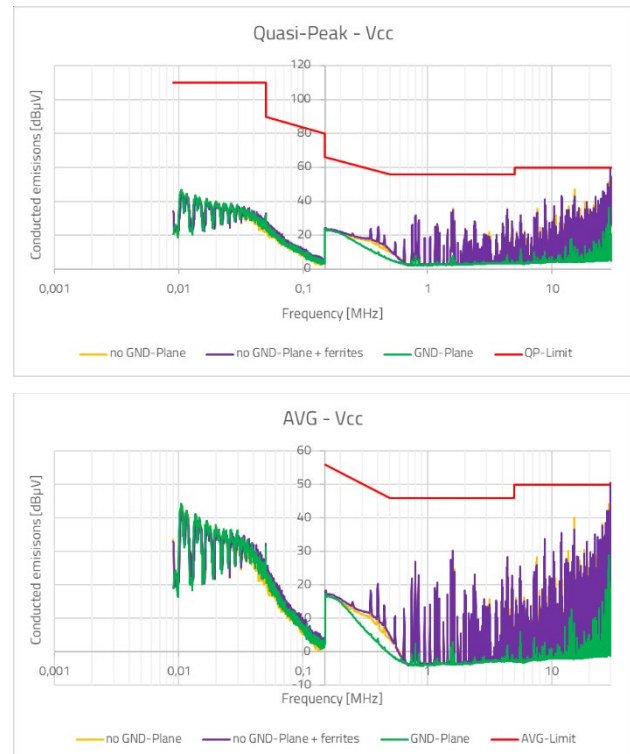 Quasi-Peak - Vcc
Conducted emisisons [dBµV]
120
100
80
60
40
20
0
0,001
0,01
0,1
1
10
Frequency [MHz]
no GND-Plane
no GND-Plane + ferrites
GND-Plane
QP-Limit
AVG - Vcc
Conducted emisisons [dBµV]
60
50
40
30
20
10
0
-10
0,001
0,01
0,1
1
10
Frequency [MHz]
no GND-Plane
no GND-Plane + ferrites
GND-Plane
AVG-Limit